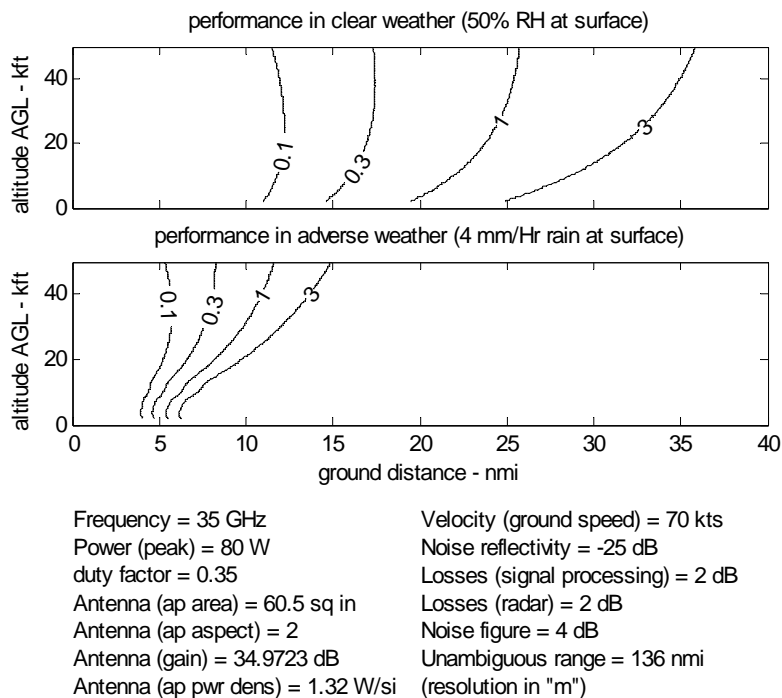 performance in clear weather (50% RH at surface)
altitude AGL - kft
40
20
0
0.1
0.3
1
3
performance in adverse weather (4 mm/Hr rain at surface)
altitude AGL - kft
40
20
0
0.1
0.3
1
3
0 5 10 15 20 25 30 35 40
ground distance - nmi
Frequency = 35 GHz
Power (peak) = 80 W
duty factor = 0.35
Antenna (ap area) = 60.5 sq in
Antenna (ap aspect) = 2
Antenna (gain) = 34.9723 dB
Antenna (ap pwr dens) = 1.32 W/si
Velocity (ground speed) = 70 kts
Noise reflectivity = -25 dB
Losses (signal processing) = 2 dB
Losses (radar) = 2 dB
Noise figure = 4 dB
Unambiguous range = 136 nmi
(resolution in "m")